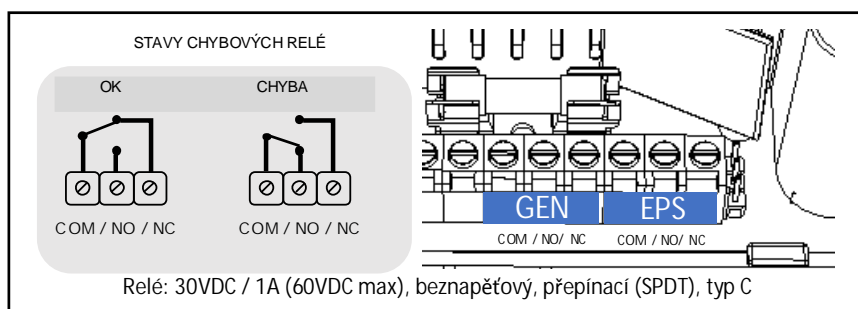 STAVY CHYBOVÝCH RELÉ
OK CHYBA
COM / NO / NC COM / NO / NC
GEN EPS
COM / NO/ NC COM / NO/ NC
Relé: 30VDC / 1A (60VDC max), beznapěťový, přepínací (SPDT), typ C